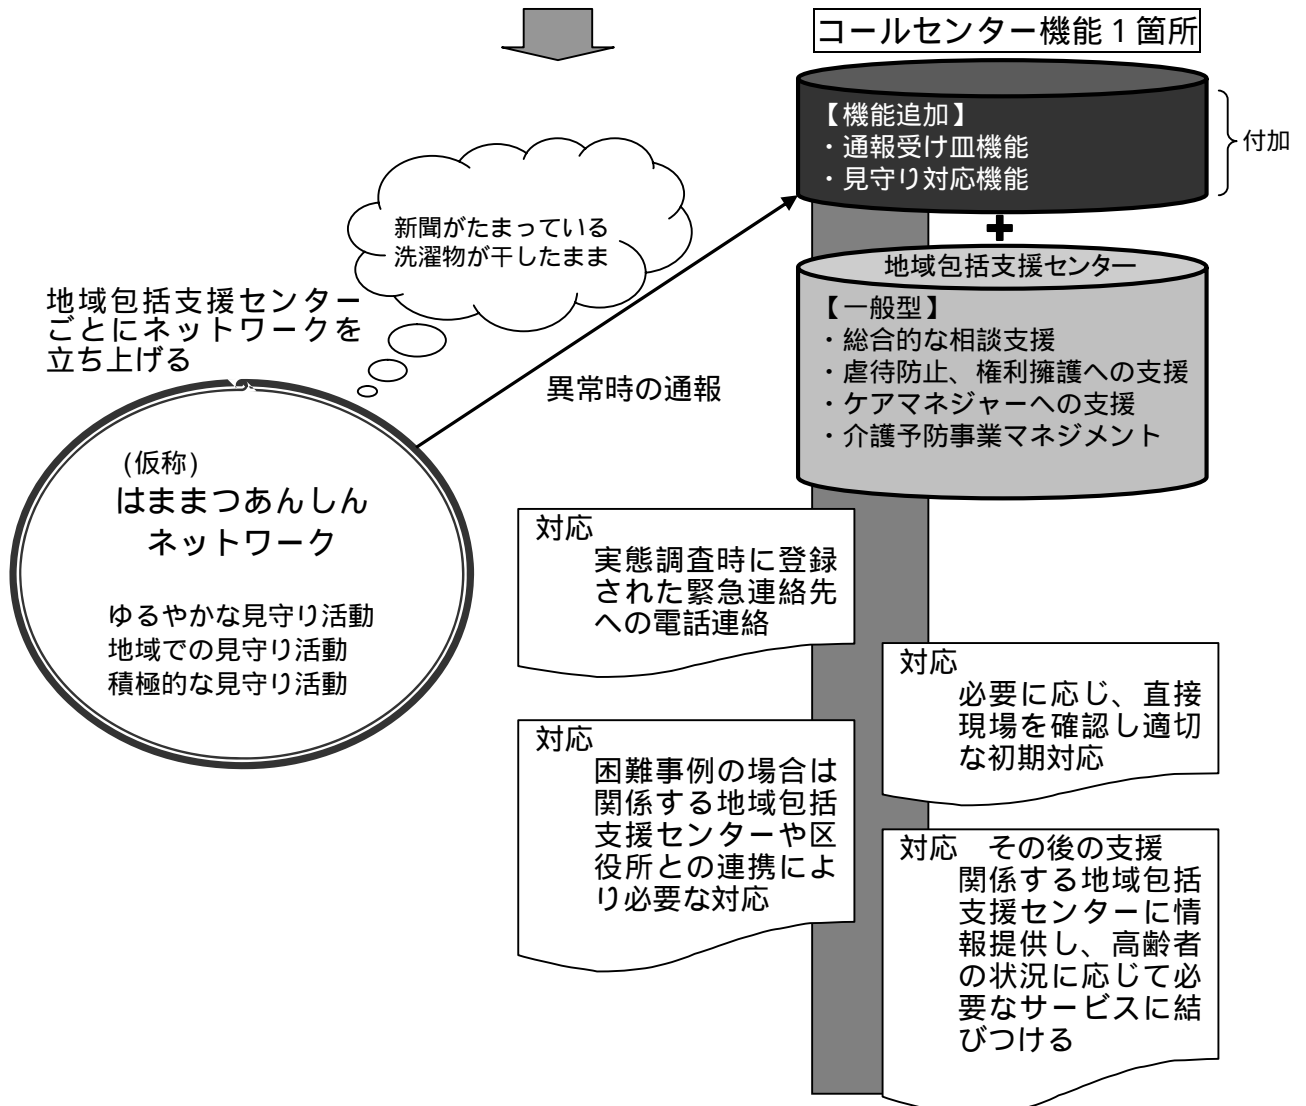 コールセンター機能１箇所
【機能追加】
・通報受け皿機能
・見守り対応機能
付加
新聞がたまっている
洗濯物が干したまま
地域包括支援センター
【一般型】
・総合的な相談支援
・虐待防止、権利擁護への支援
・ケアマネジャーへの支援
・介護予防事業マネジメント
地域包括支援センター
ごとにネットワークを
立ち上げる
異常時の通報
(仮称)
はままつあんしん
ネットワーク
ゆるやかな見守り活動
地域での見守り活動
積極的な見守り活動
対応
実態調査時に登録
された緊急連絡先
への電話連絡
対応
必要に応じ、直接
現場を確認し適切
な初期対応
対応
困難事例の場合は
関係する地域包括
支援センターや区
役所との連携によ
り必要な対応
対応　その後の支援
関係する地域包括
支援センターに情
報提供し、高齢者
の状況に応じて必
要なサービスに結
びつける